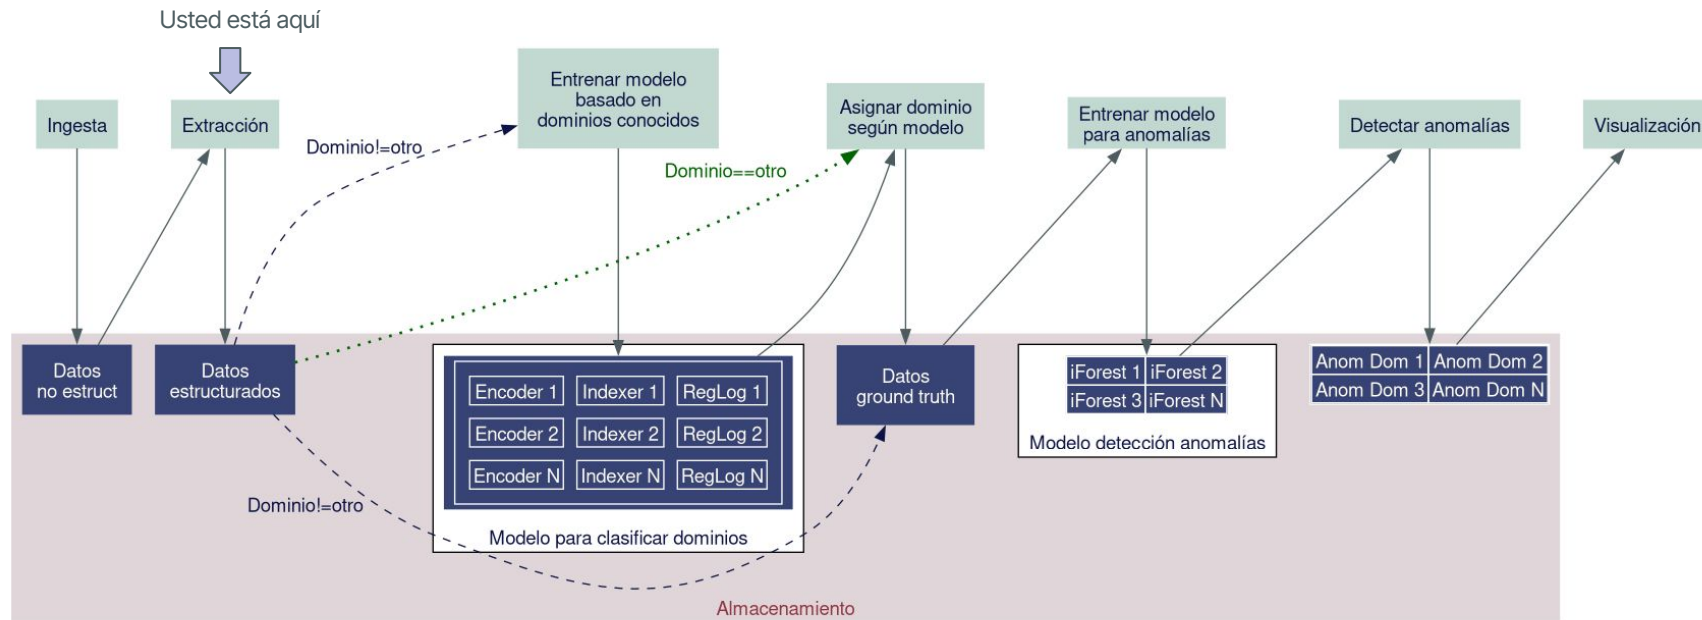 Usted está aquí
Ingesta
Extracción
Entrenar modelo
basado en
dominios conocidos
Asignar dominio
según modelo
Entrenar modelo
para anomalías
Detectar anomalías
Visualización
Dominio!=otro
Dominio==otro
Datos
no estruct
Datos
estructurados
Encoder 1
Indexer 1
RegLog 1
Encoder 2
Indexer 2
RegLog 2
Encoder N
Indexer N
RegLog N
Modelo para clasificar dominios
Datos
ground truth
iForest 1
iForest 2
iForest 3
iForest N
Modelo detección anomalías
Anom Dom 1
Anom Dom 2
Anom Dom 3
Anom Dom N
Dominio!=otro
Almacenamiento